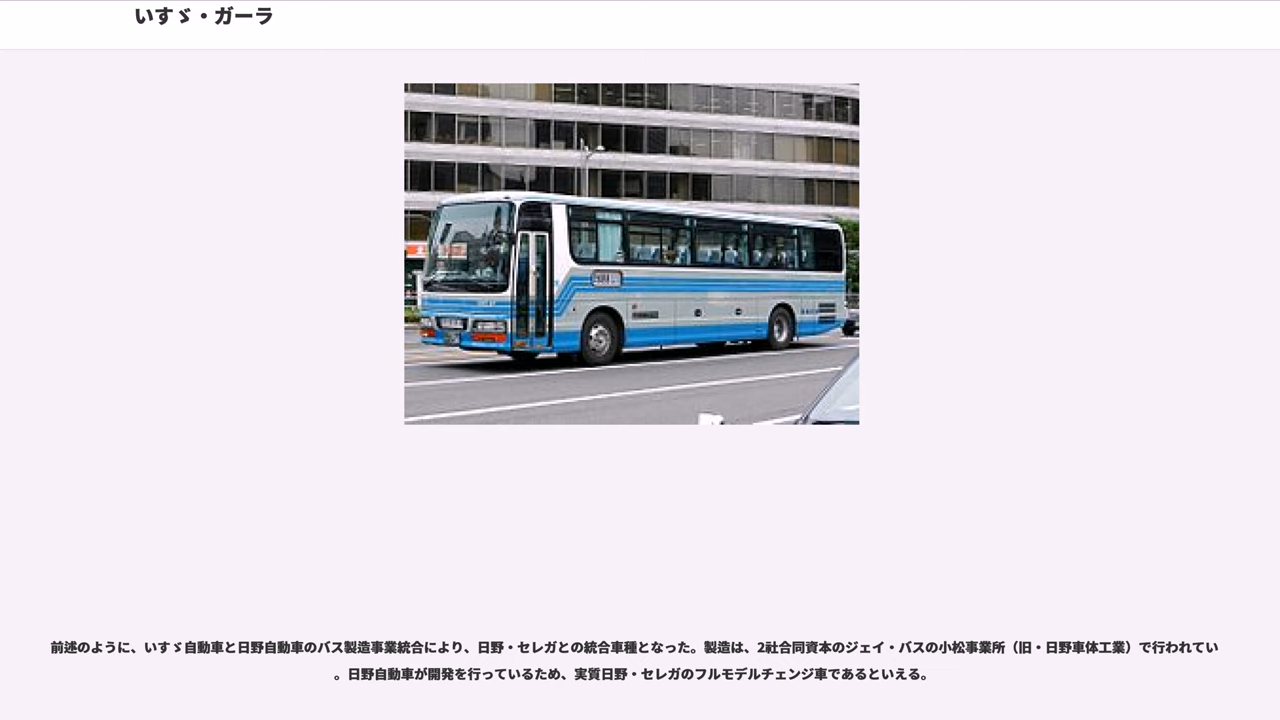 いすゞ・ガーラ
前述のように、いすゞ自動車と日野自動車のバス製造事業統合により、日野・セレガとの統合車種となった。製造は、2社合同資本のジェイ・バスの小松事業所（旧・日野車体工業）で行われてい
。日野自動車が開発を行っているため、実質日野・セレガのフルモデルチェンジ車であるといえる。